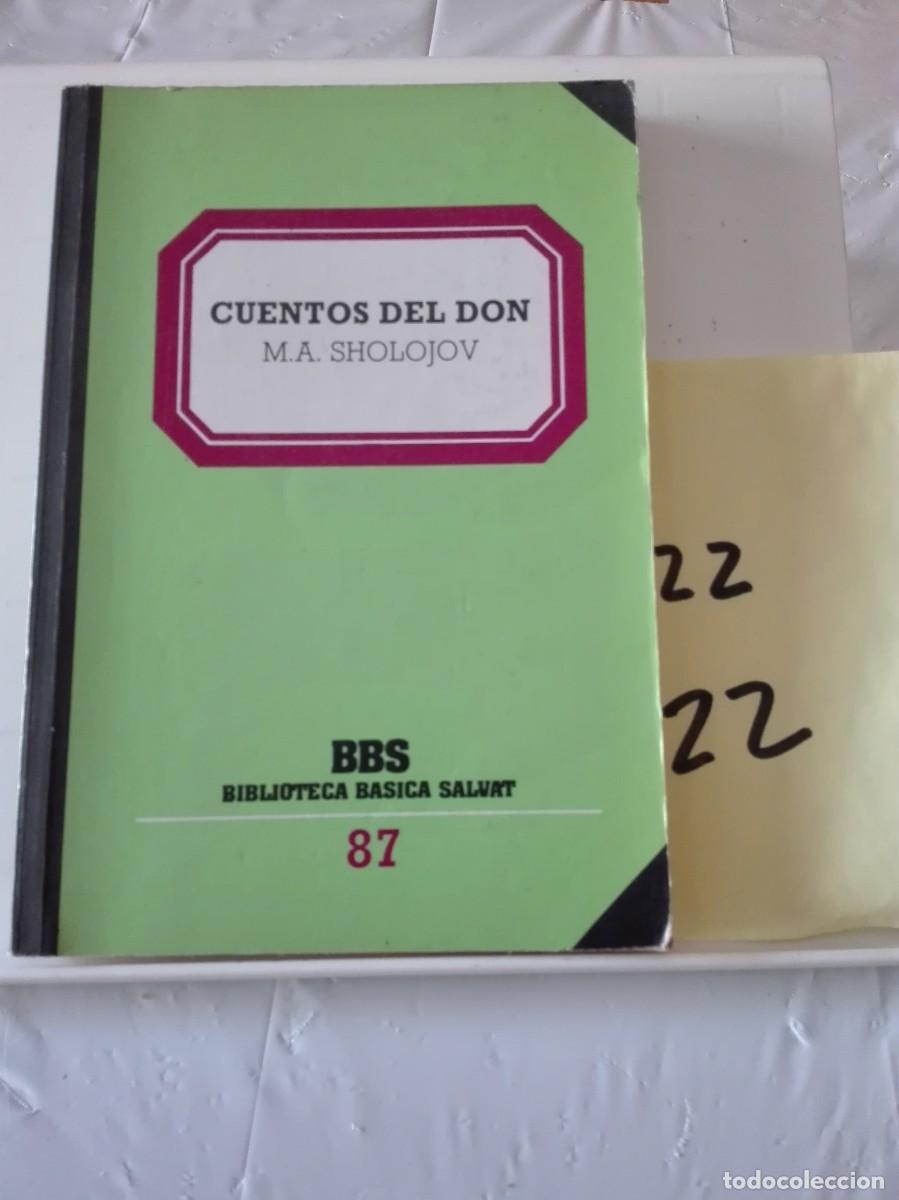 CUENTOS DEL DON
M.A. SHOLOJOV
22
22
BBS
BIBLIOTECA BASICA SALVAT
87
todocoleccion